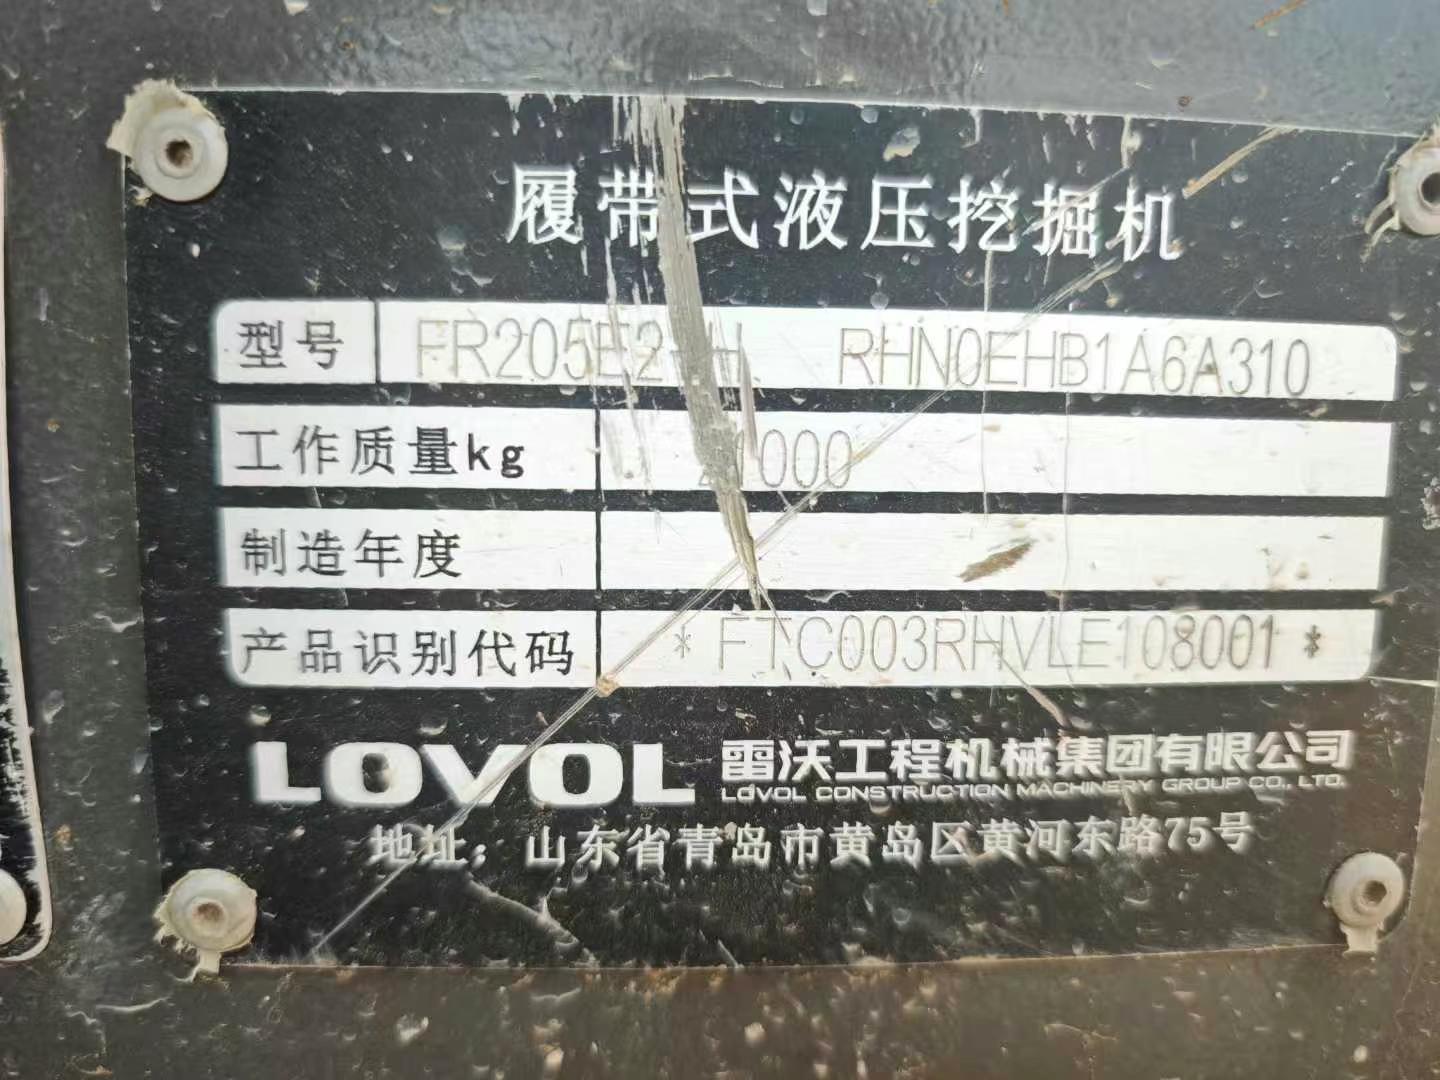 履带式液压挖掘机
型号 FR205E2-H RHN0EHB1A6A310
工作质量kg 21000
制造年度
产品识别代码 *FTC003RHVLE108001*
LOVOL 雷沃工程机械集团有限公司
LOVOL CONSTRUCTION MACHINERY GROUP CO., LTD.
地址：山东省青岛市黄岛区黄河东路75号